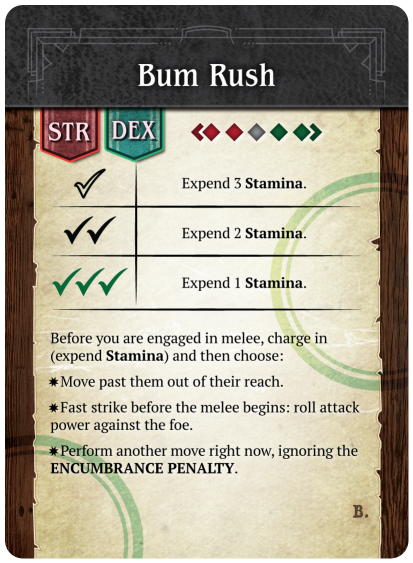 Bum Rush
STR DEX
Expend 3 Stamina.
Expend 2 Stamina.
Expend 1 Stamina.
Before you are engaged in melee, charge in
(expend Stamina) and then choose:
✷Move past them out of their reach.
✷Fast strike before the melee begins: roll attack
power against the foe.
✷Perform another move right now, ignoring the
ENCUMBRANCE PENALTY.
B.